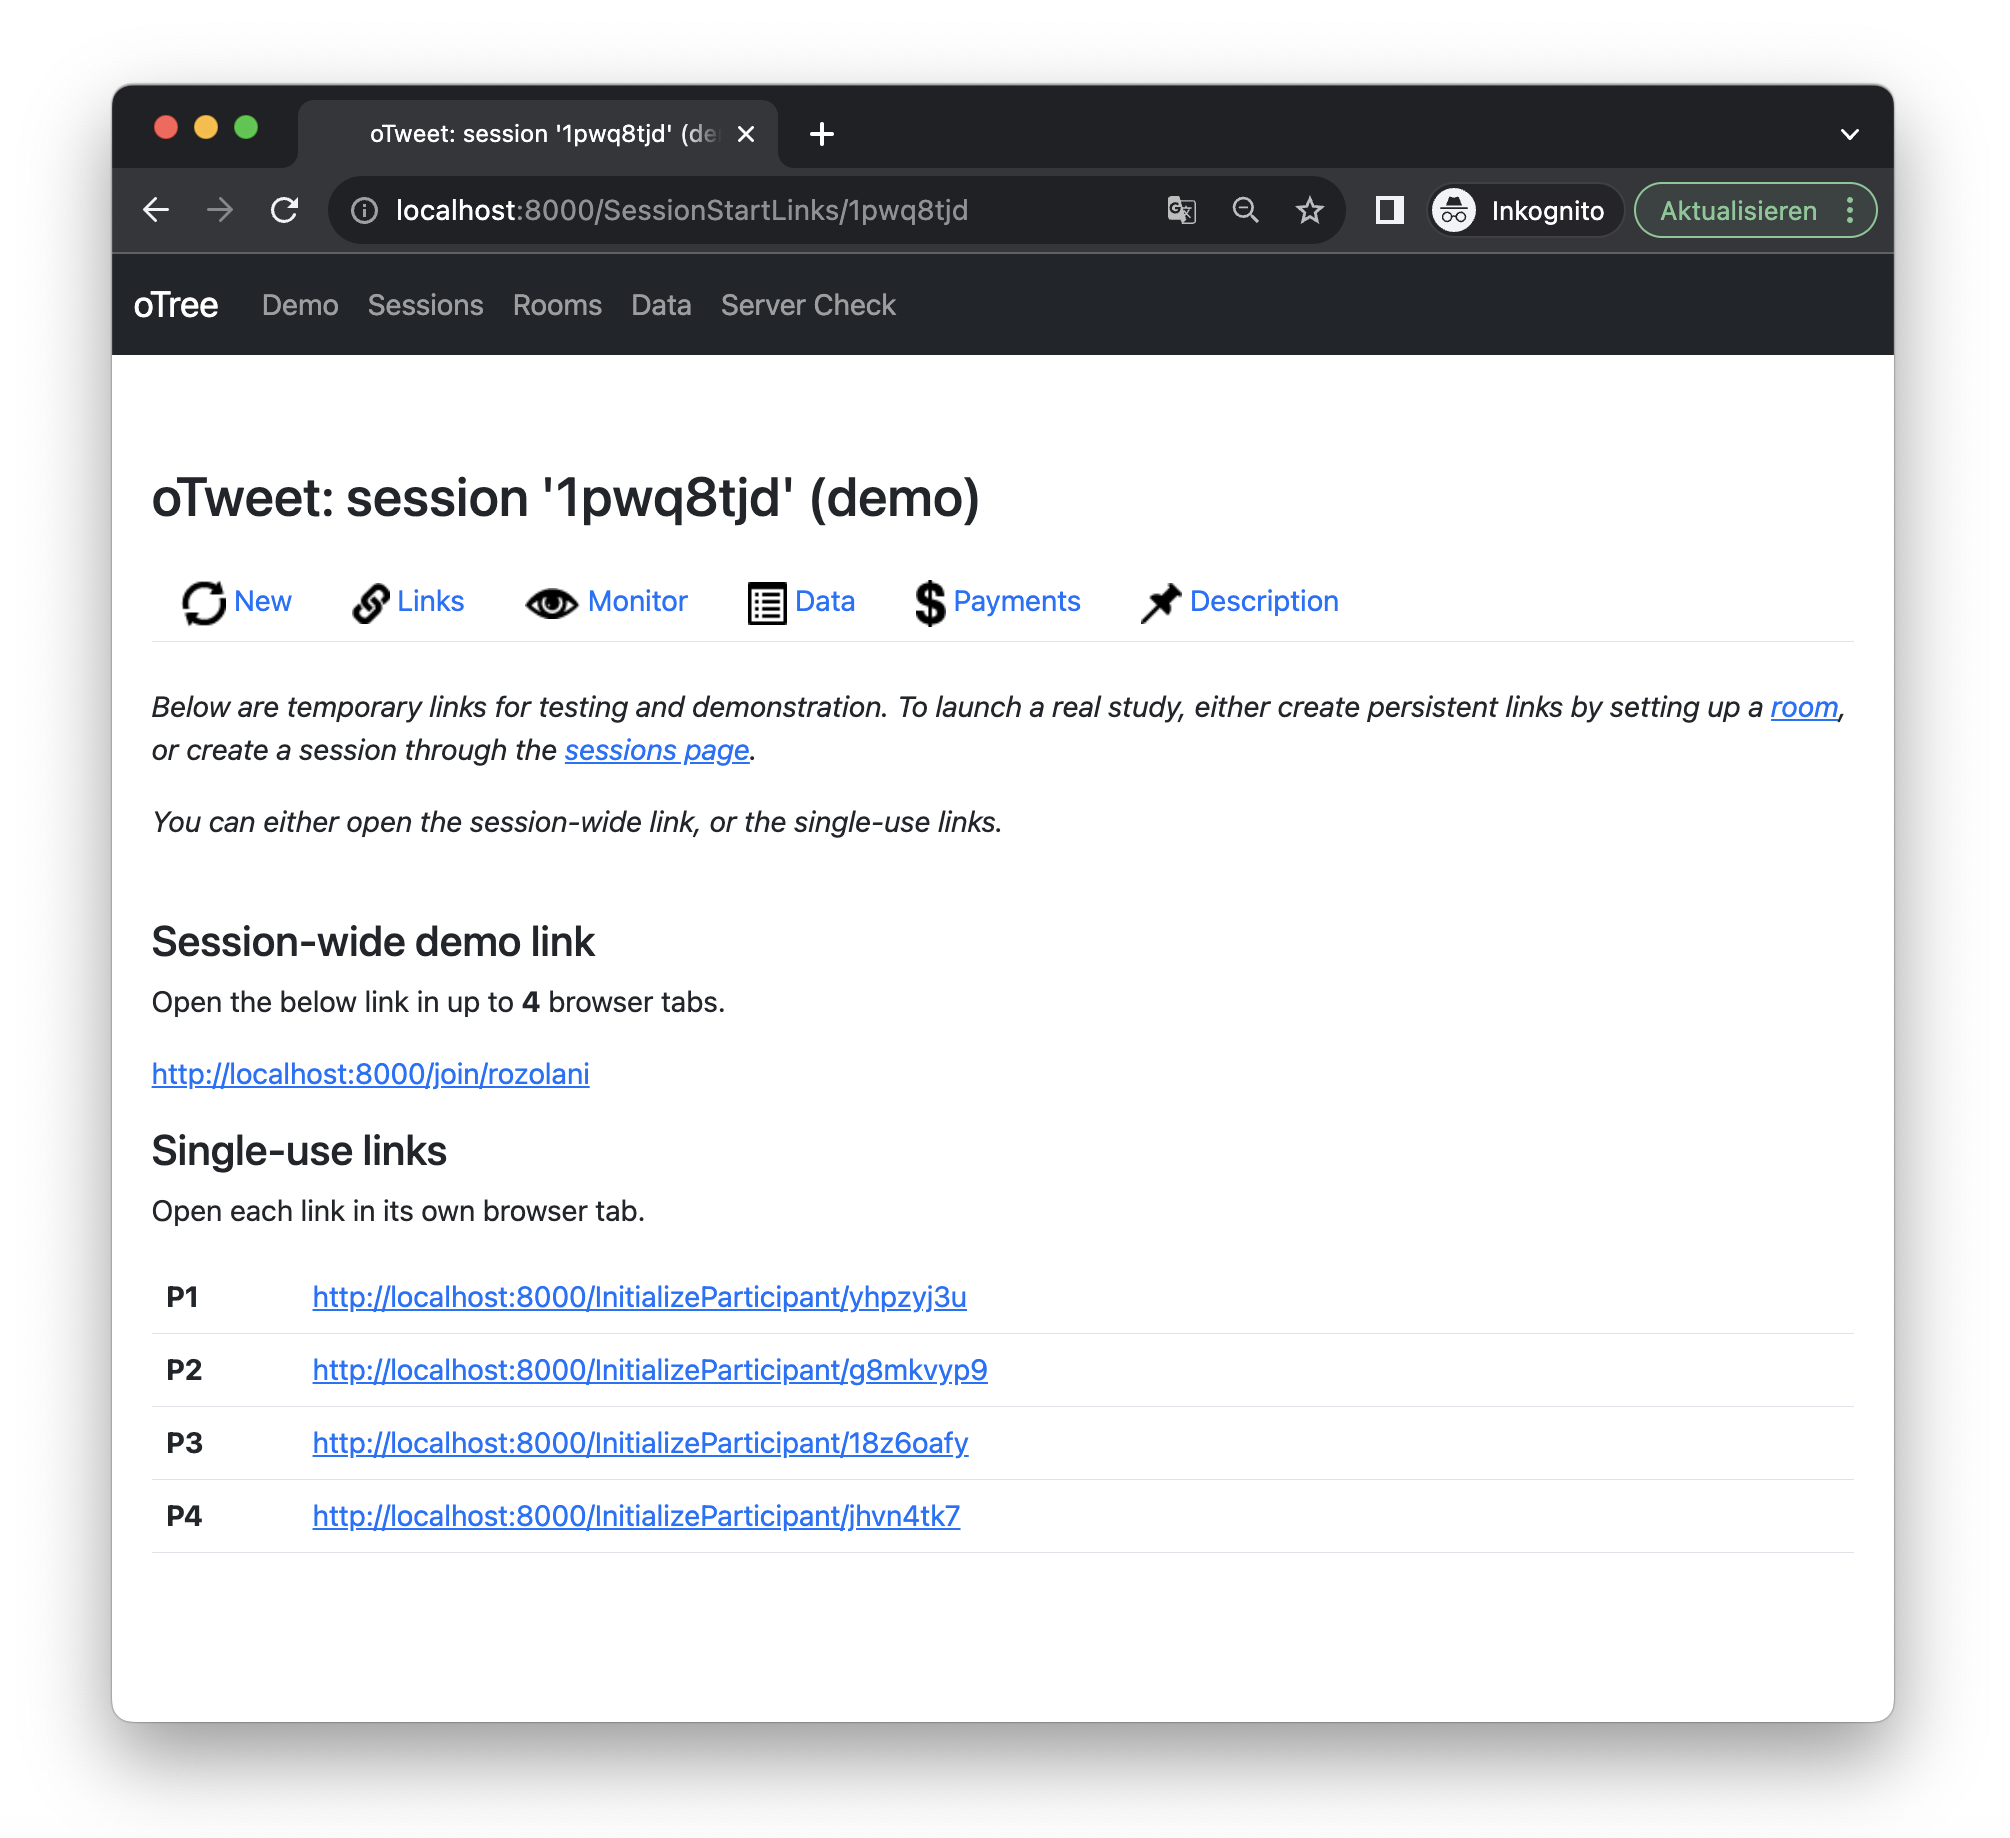 oTweet: session '1pwq8tjd' (de
localhost:8000/SessionStartLinks/1pwq8tjd
Inkognito
Aktualisieren
oTree Demo Sessions Rooms Data Server Check
oTweet: session '1pwq8tjd' (demo)
New Links Monitor Data Payments Description
Below are temporary links for testing and demonstration. To launch a real study, either create persistent links by setting up a room,
or create a session through the sessions page.
You can either open the session-wide link, or the single-use links.
Session-wide demo link
Open the below link in up to 4 browser tabs.
http://localhost:8000/join/rozolani
Single-use links
Open each link in its own browser tab.
P1 http://localhost:8000/InitializeParticipant/yhpzyj3u
P2 http://localhost:8000/InitializeParticipant/g8mkvyp9
P3 http://localhost:8000/InitializeParticipant/18z6oafy
P4 http://localhost:8000/InitializeParticipant/jhvn4tk7